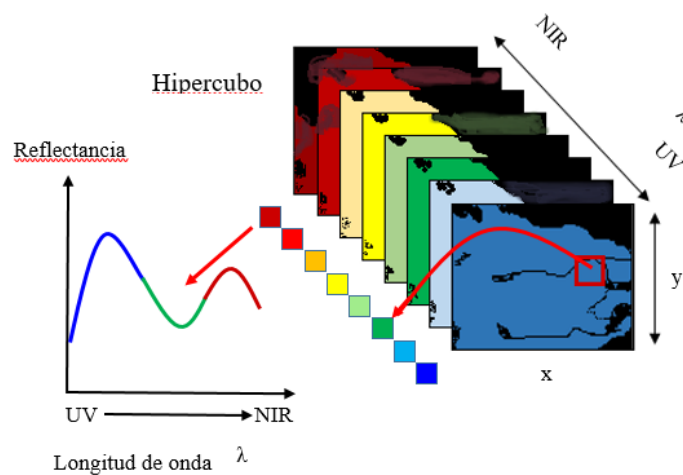 Hipercubo
NIR
λ
UV
Reflectancia
y
x
UV
NIR
Longitud de onda λ